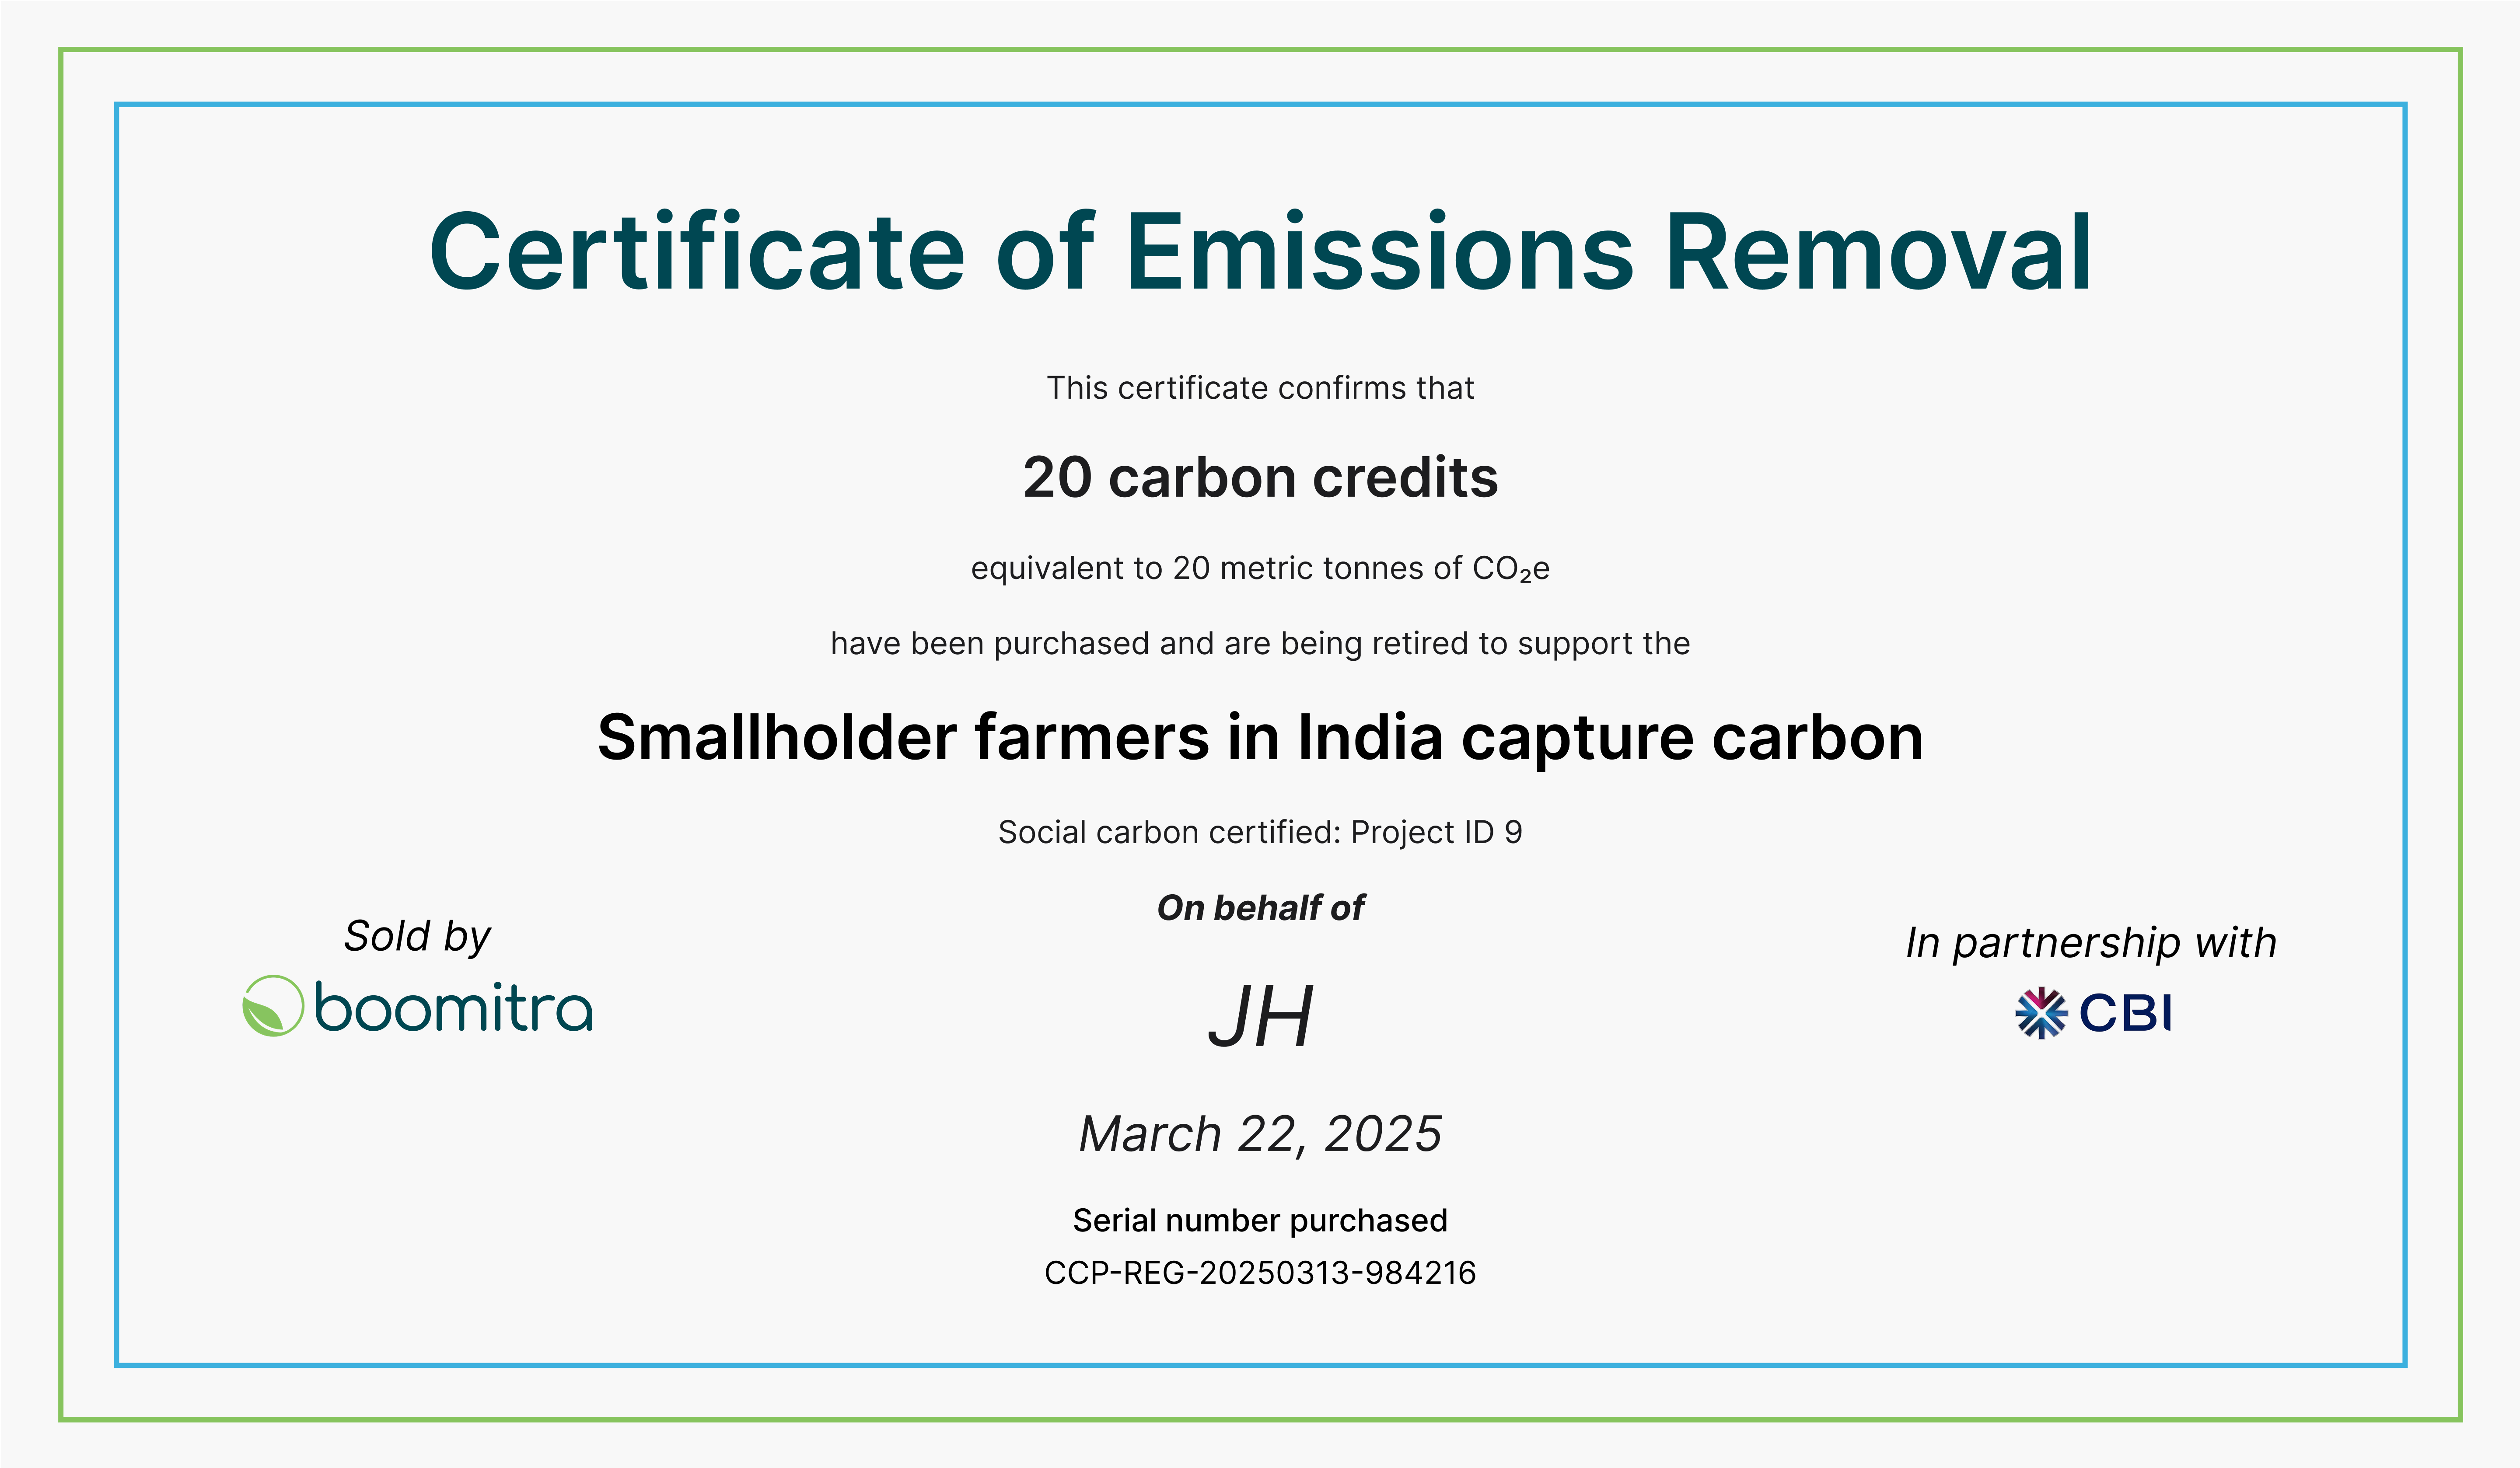 Certificate of Emissions Removal
This certificate confirms that
20 carbon credits
equivalent to 20 metric tonnes of CO₂e
have been purchased and are being retired to support the
Smallholder farmers in India capture carbon
Social carbon certified: Project ID 9
Sold by
boomitra
On behalf of
JH
March 22, 2025
Serial number purchased
CCP-REG-20250313-984216
In partnership with
CBI